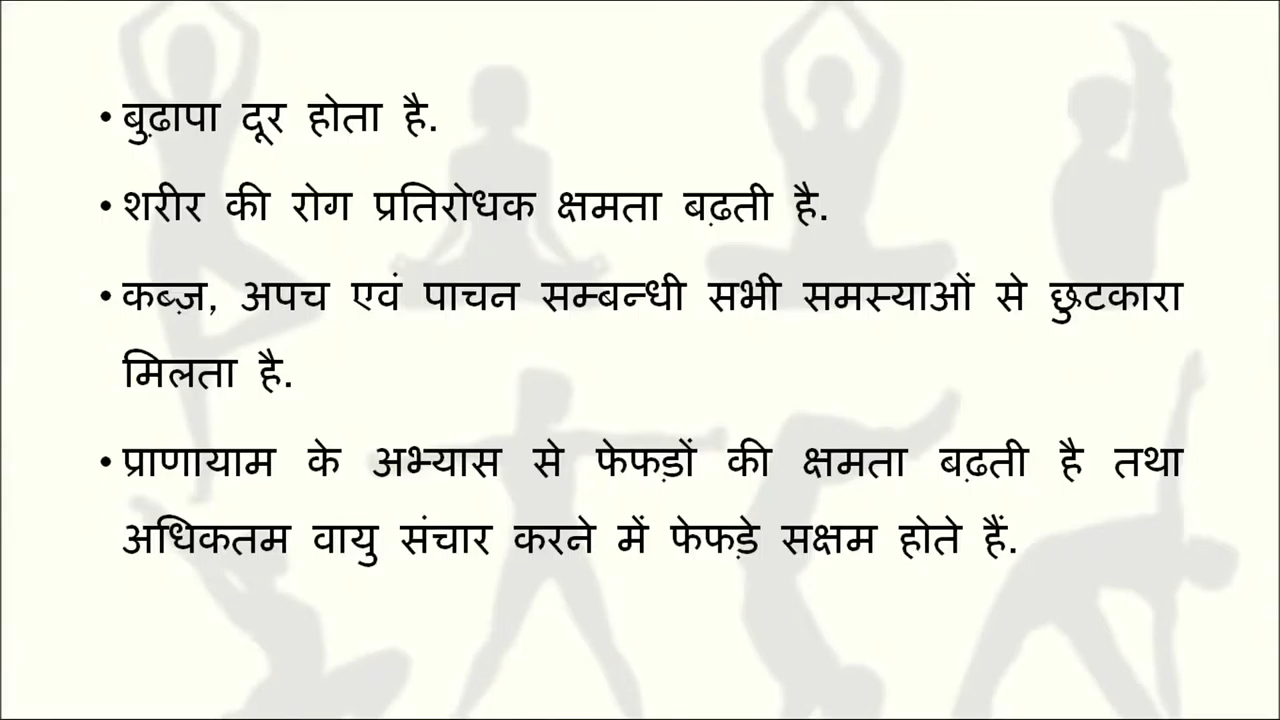 • बुढ़ापा दूर होता है.
• शरीर की रोग प्रतिरोधक क्षमता बढ़ती है.
• कब्ज़, अपच एवं पाचन सम्बन्धी सभी समस्याओं से छुटकारा
मिलता है.
• प्राणायाम के अभ्यास से फेफड़ों की क्षमता बढ़ती है तथा
अधिकतम वायु संचार करने में फेफड़े सक्षम होते हैं.